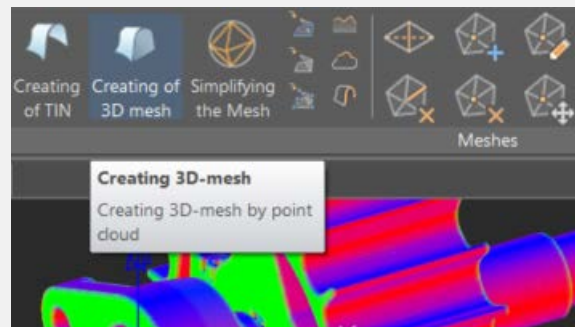 Creating of TIN
Creating of 3D mesh
Simplifying the Mesh
Meshes
Creating 3D-mesh
Creating 3D-mesh by point
cloud